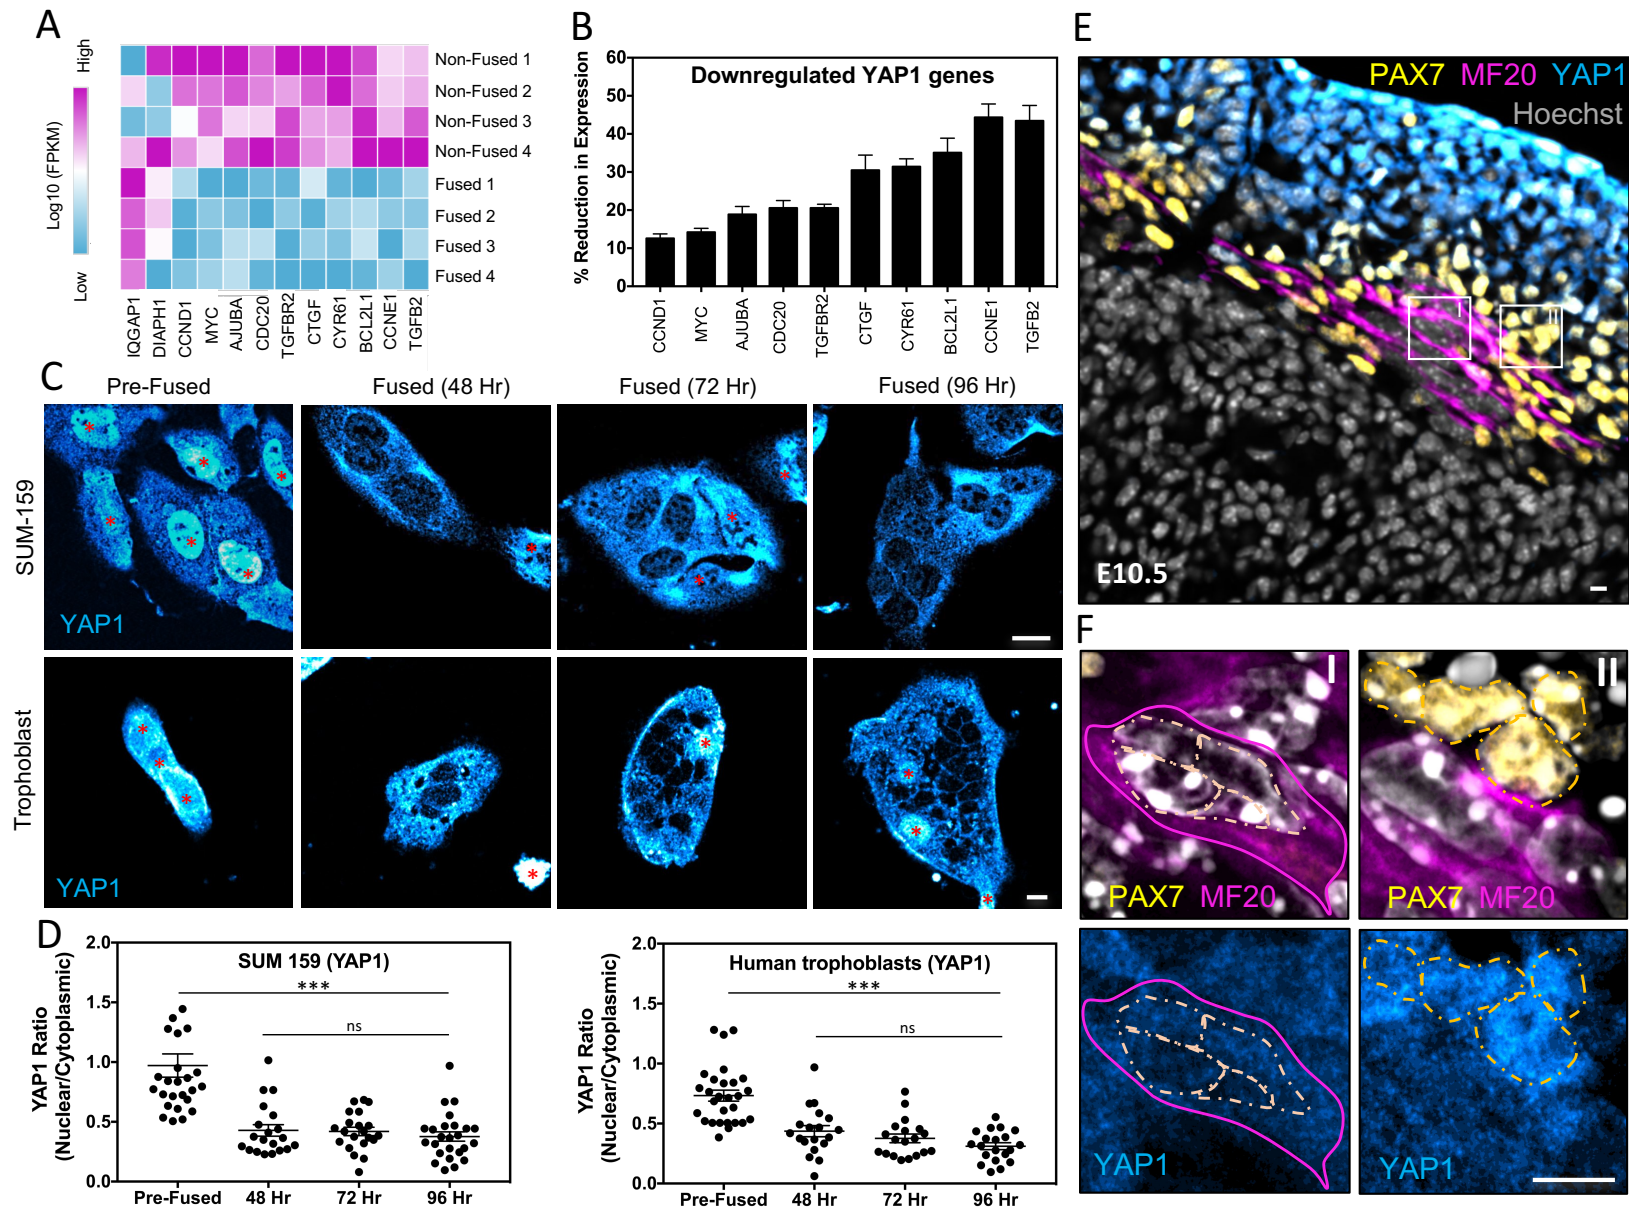 A
High
Log10 (FPKM)
Low
Non-Fused 1
Non-Fused 2
Non-Fused 3
Non-Fused 4
Fused 1
Fused 2
Fused 3
Fused 4
IQGAP1
DIAPH1
CCND1
MYC
AJUBA
CDC20
TGFBR2
CTGF
CYR61
BCL2L1
CCNE1
TGFB2
B
Downregulated YAP1 genes
% Reduction in Expression
60
50
40
30
20
10
0
CCND1
MYC
AJUBA
CDC20
TGFBR2
CTGF
CYR61
BCL2L1
CCNE1
TGFB2
C
Pre-Fused
Fused (48 Hr)
Fused (72 Hr)
Fused (96 Hr)
SUM-159
YAP1
* * * * * * *
*
* * *
Trophoblast
YAP1
* * *
*
*
* * *
D
SUM 159 (YAP1)
YAP1 Ratio
(Nuclear/Cytoplasmic)
2.0
1.5
1.0
0.5
0.0
***
ns
Pre-Fused 48 Hr 72 Hr 96 Hr
Human trophoblasts (YAP1)
YAP1 Ratio
(Nuclear/Cytoplasmic)
2.0
1.5
1.0
0.5
0.0
***
ns
Pre-Fused 48 Hr 72 Hr 96 Hr
E
PAX7 MF20 YAP1
Hoechst
I
II
E10.5
F
I
PAX7 MF20
II
PAX7 MF20
YAP1
YAP1